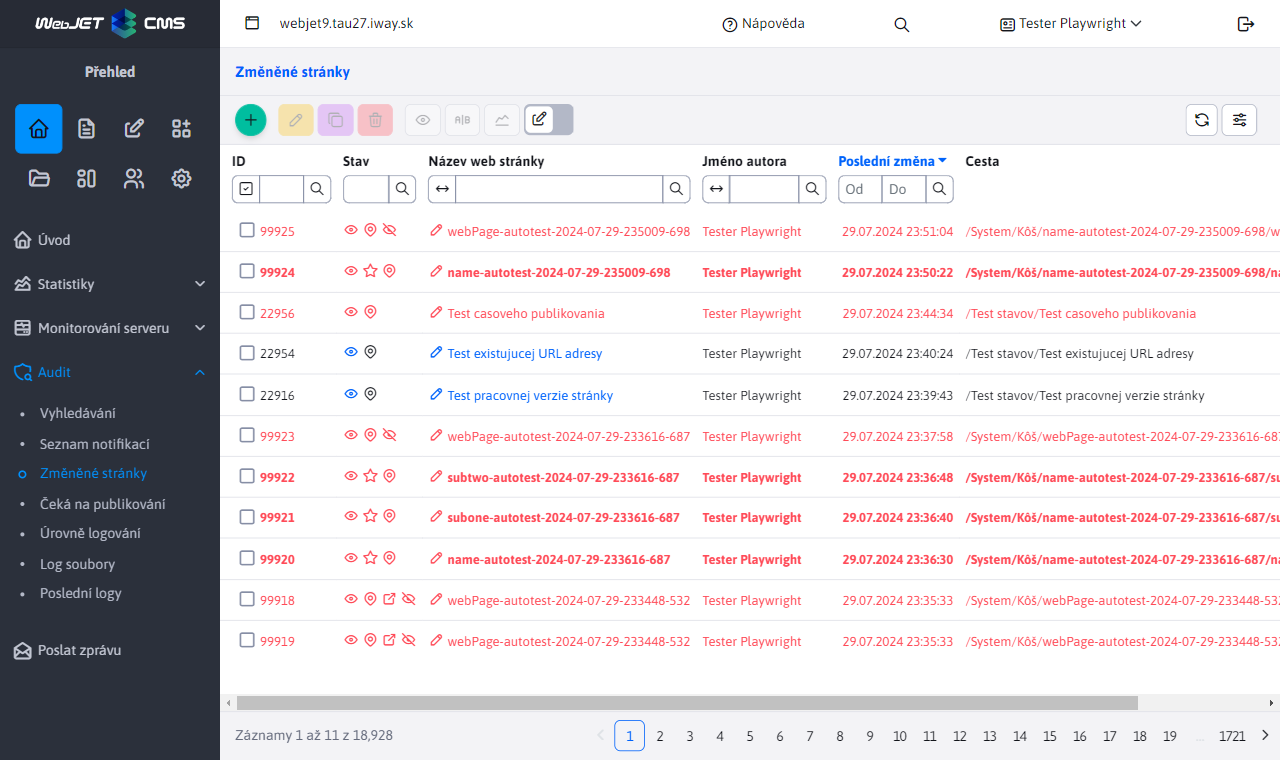 WebJET CMS
webjet9.tau27.iway.sk
Nápověda
Tester Playwright
Přehled
Změněné stránky
A|B
ID Stav Název web stránky Jméno autora Poslední změna Cesta
Od Do
99925 webPage-autotest-2024-07-29-235009-698 Tester Playwright 29.07.2024 23:51:04 /System/Kôš/name-autotest-2024-07-29-235009-698/w
99924 name-autotest-2024-07-29-235009-698 Tester Playwright 29.07.2024 23:50:22 /System/Kôš/name-autotest-2024-07-29-235009-698/na
22956 Test casoveho publikovania Tester Playwright 29.07.2024 23:44:34 /Test stavov/Test casoveho publikovania
22954 Test existujucej URL adresy Tester Playwright 29.07.2024 23:40:24 /Test stavov/Test existujucej URL adresy
22916 Test pracovnej verzie stránky Tester Playwright 29.07.2024 23:39:43 /Test stavov/Test pracovnej verzie stránky
99923 webPage-autotest-2024-07-29-233616-687 Tester Playwright 29.07.2024 23:37:58 /System/Kôš/webPage-autotest-2024-07-29-233616-687
99922 subtwo-autotest-2024-07-29-233616-687 Tester Playwright 29.07.2024 23:36:48 /System/Kôš/name-autotest-2024-07-29-233616-687/su
99921 subone-autotest-2024-07-29-233616-687 Tester Playwright 29.07.2024 23:36:40 /System/Kôš/name-autotest-2024-07-29-233616-687/su
99920 name-autotest-2024-07-29-233616-687 Tester Playwright 29.07.2024 23:36:30 /System/Kôš/name-autotest-2024-07-29-233616-687/na
99918 webPage-autotest-2024-07-29-233448-532 Tester Playwright 29.07.2024 23:35:33 /System/Kôš/webPage-autotest-2024-07-29-233448-532
99919 webPage-autotest-2024-07-29-233448-532 Tester Playwright 29.07.2024 23:35:33 /System/Kôš/webPage-autotest-2024-07-29-233448-532
Úvod
Statistiky
Monitorování serveru
Audit
Vyhledávání
Seznam notifikací
Změněné stránky
Čeká na publikování
Úrovně logování
Log soubory
Poslední logy
Poslat zprávu
Záznamy 1 až 11 z 18,928
1 2 3 4 5 6 7 8 9 10 11 12 13 14 15 16 17 18 19 … 1721